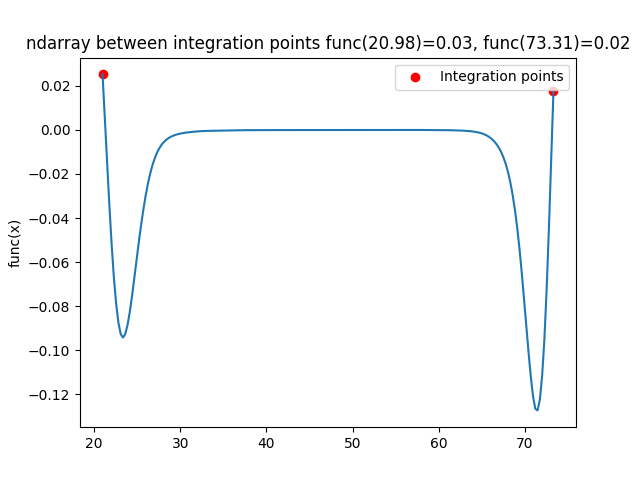 ndarray between integration points func(20.98)=0.03, func(73.31)=0.02
Integration points
func(x)
0.02
0.00
−0.02
−0.04
−0.06
−0.08
−0.10
−0.12
20 30 40 50 60 70